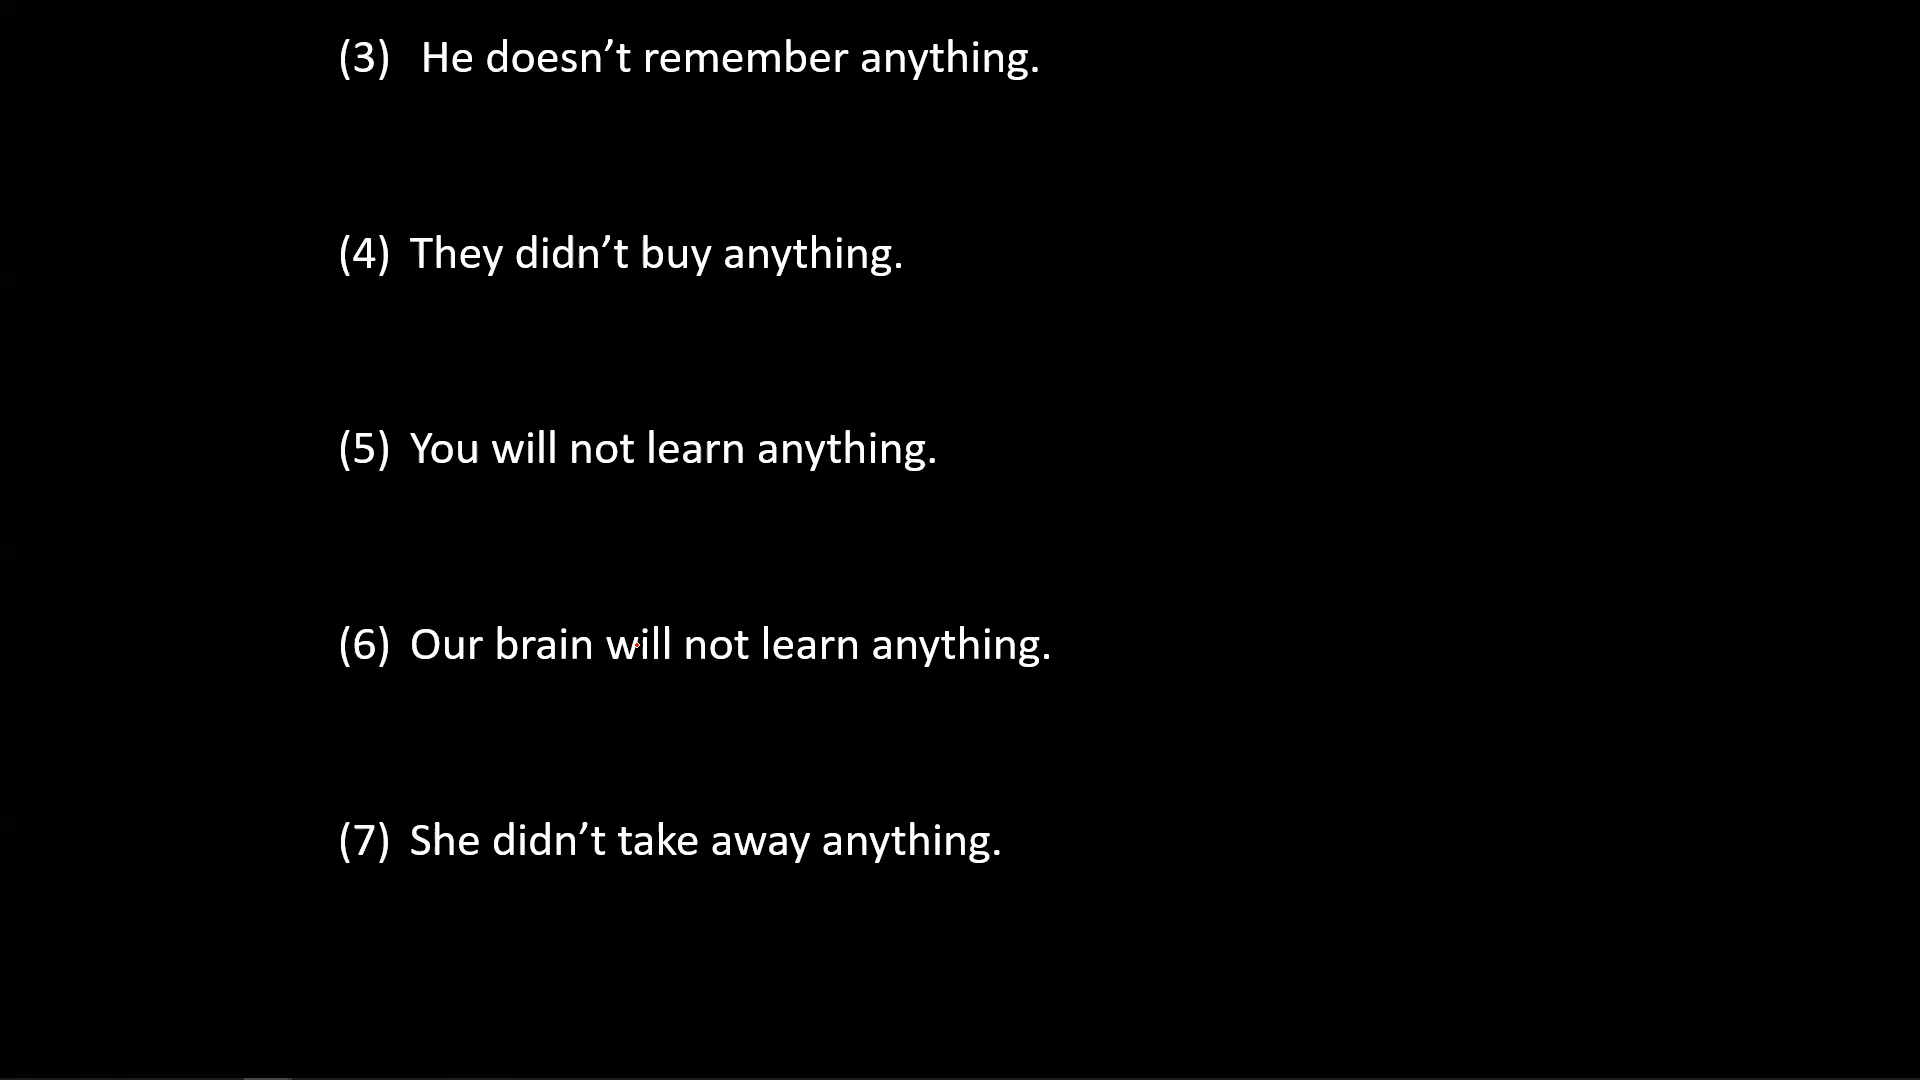 (3) He doesn’t remember anything.
(4) They didn’t buy anything.
(5) You will not learn anything.
(6) Our brain will not learn anything.
(7) She didn’t take away anything.